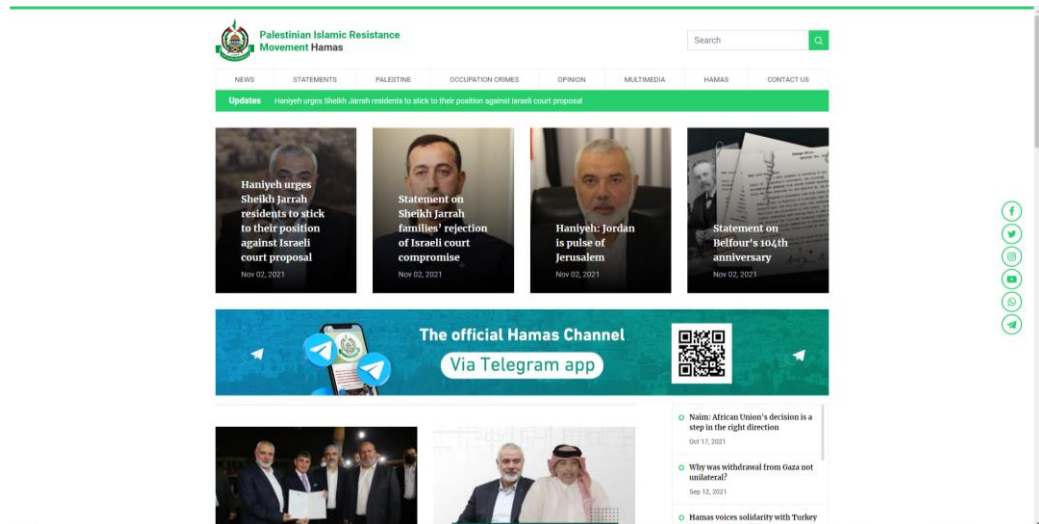 Palestinian Islamic Resistance
Movement Hamas
Search
NEWS STATEMENTS PALESTINE OCCUPATION CRIMES OPINION MULTIMEDIA HAMAS CONTACT US
Updates Haniyeh urges Sheikh Jarrah residents to stick to their position against Israeli court proposal
Haniyeh urges
Sheikh Jarrah
residents to stick
to their position
against Israeli
court proposal
Nov 02, 2021
Statement on
Sheikh Jarrah
families' rejection
of Israeli court
compromise
Nov 02, 2021
Haniyeh: Jordan
is pulse of
Jerusalem
Nov 02, 2021
Statement on
Belfour's 104th
anniversary
Nov 02, 2021
The official Hamas Channel
Via Telegram app
Naim: African Union's decision is a
step in the right direction
Oct 17, 2021
Why was withdrawal from Gaza not
unilateral?
Sep 12, 2021
Hamas voices solidarity with Turkey